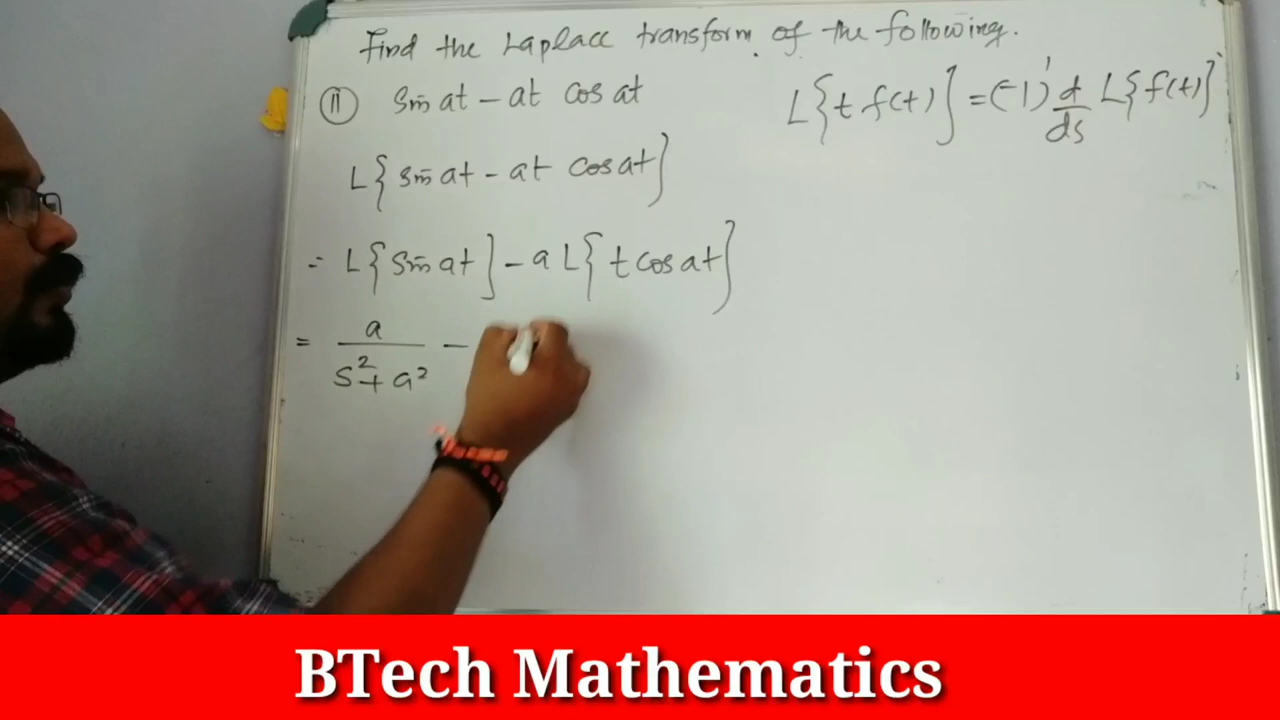 Find the Laplace transform of the following.
⑪ Sin at - at cos at
L{t f(t)} = (-1)¹ d/ds L{f(t)}
L{Sin at - at cos at}
= L{Sin at} - a L{t cos at}
= a/(s² + a²) -
BTech Mathematics